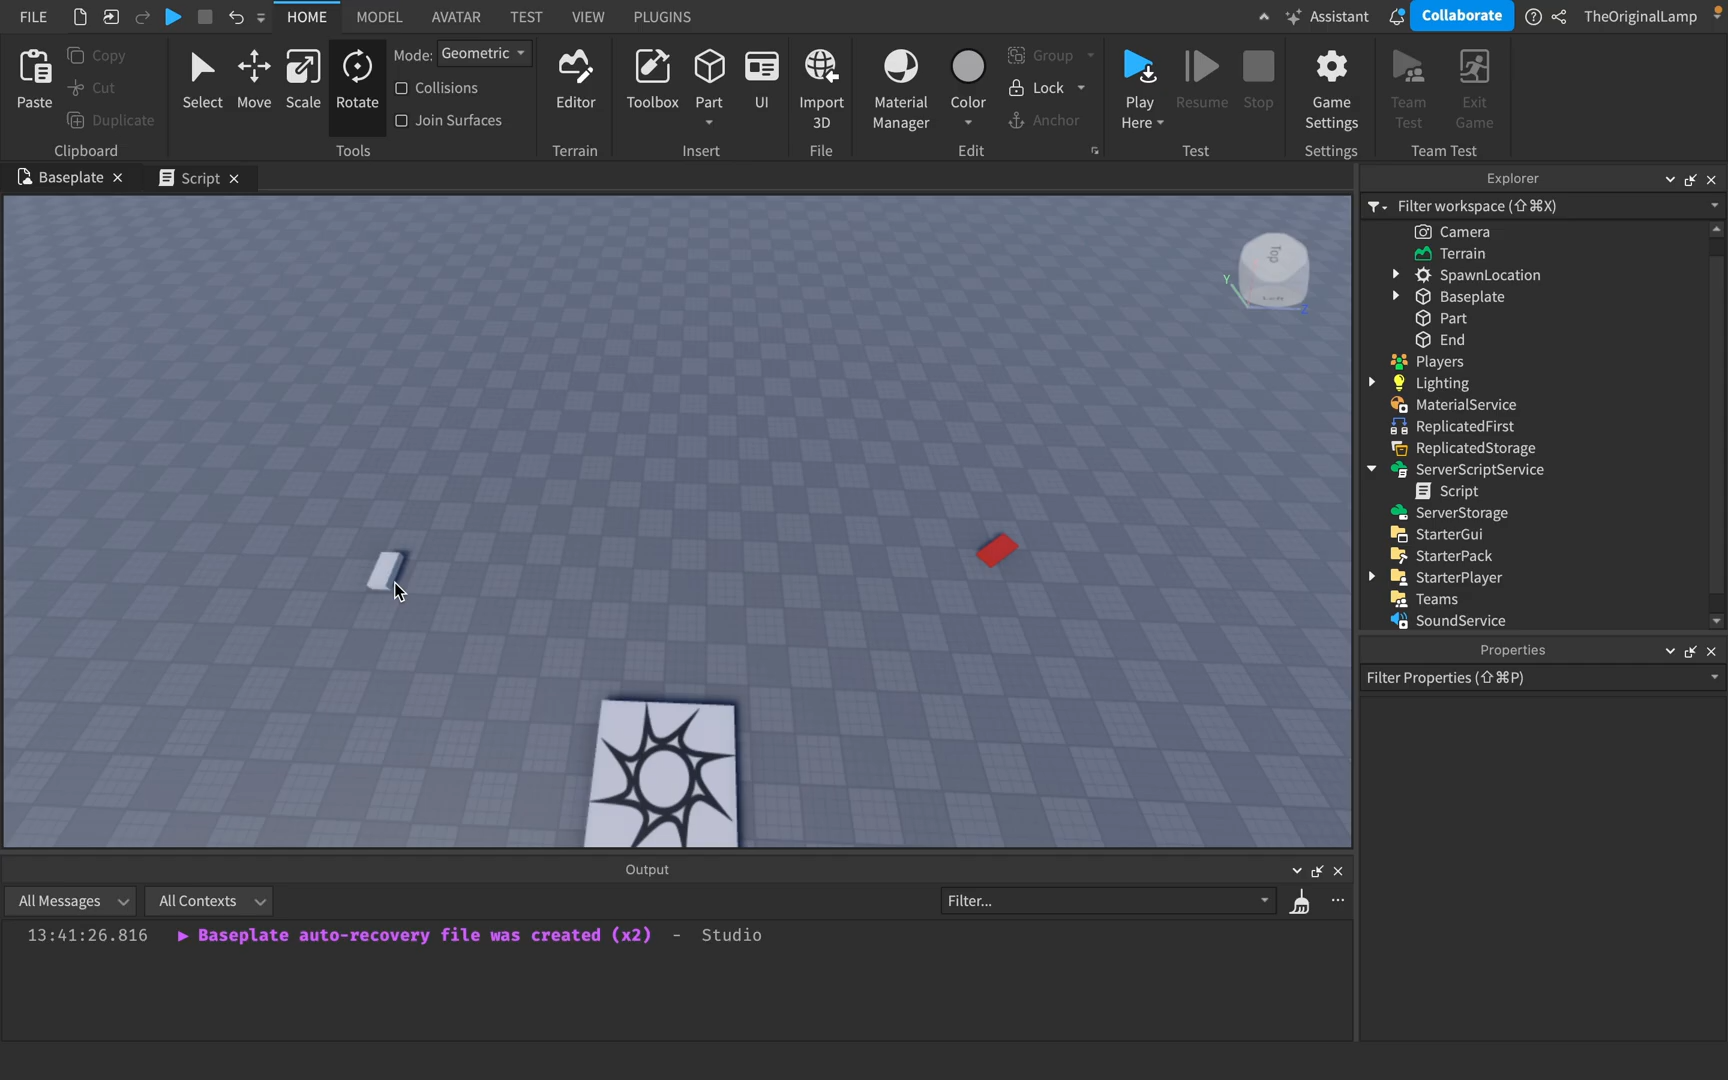 FILE HOME MODEL AVATAR TEST VIEW PLUGINS Assistant Collaborate TheOriginalLamp
Paste Copy Cut Duplicate Clipboard
Select Move Scale Rotate Mode: Geometric Collisions Join Surfaces Tools
Editor Terrain
Toolbox Part UI Insert
Import 3D File
Material Manager Color Group Lock Anchor Edit
Play Here Resume Stop Test
Game Settings Settings
Team Test Exit Game Team Test
Baseplate Script
Top
Y
Z
Explorer
Filter workspace (⇧⌘X)
Camera
Terrain
SpawnLocation
Baseplate
Part
End
Players
Lighting
MaterialService
ReplicatedFirst
ReplicatedStorage
ServerScriptService
Script
ServerStorage
StarterGui
StarterPack
StarterPlayer
Teams
SoundService
Properties
Filter Properties (⇧⌘P)
Output
All Messages All Contexts Filter...
13:41:26.816 Baseplate auto-recovery file was created (x2) - Studio